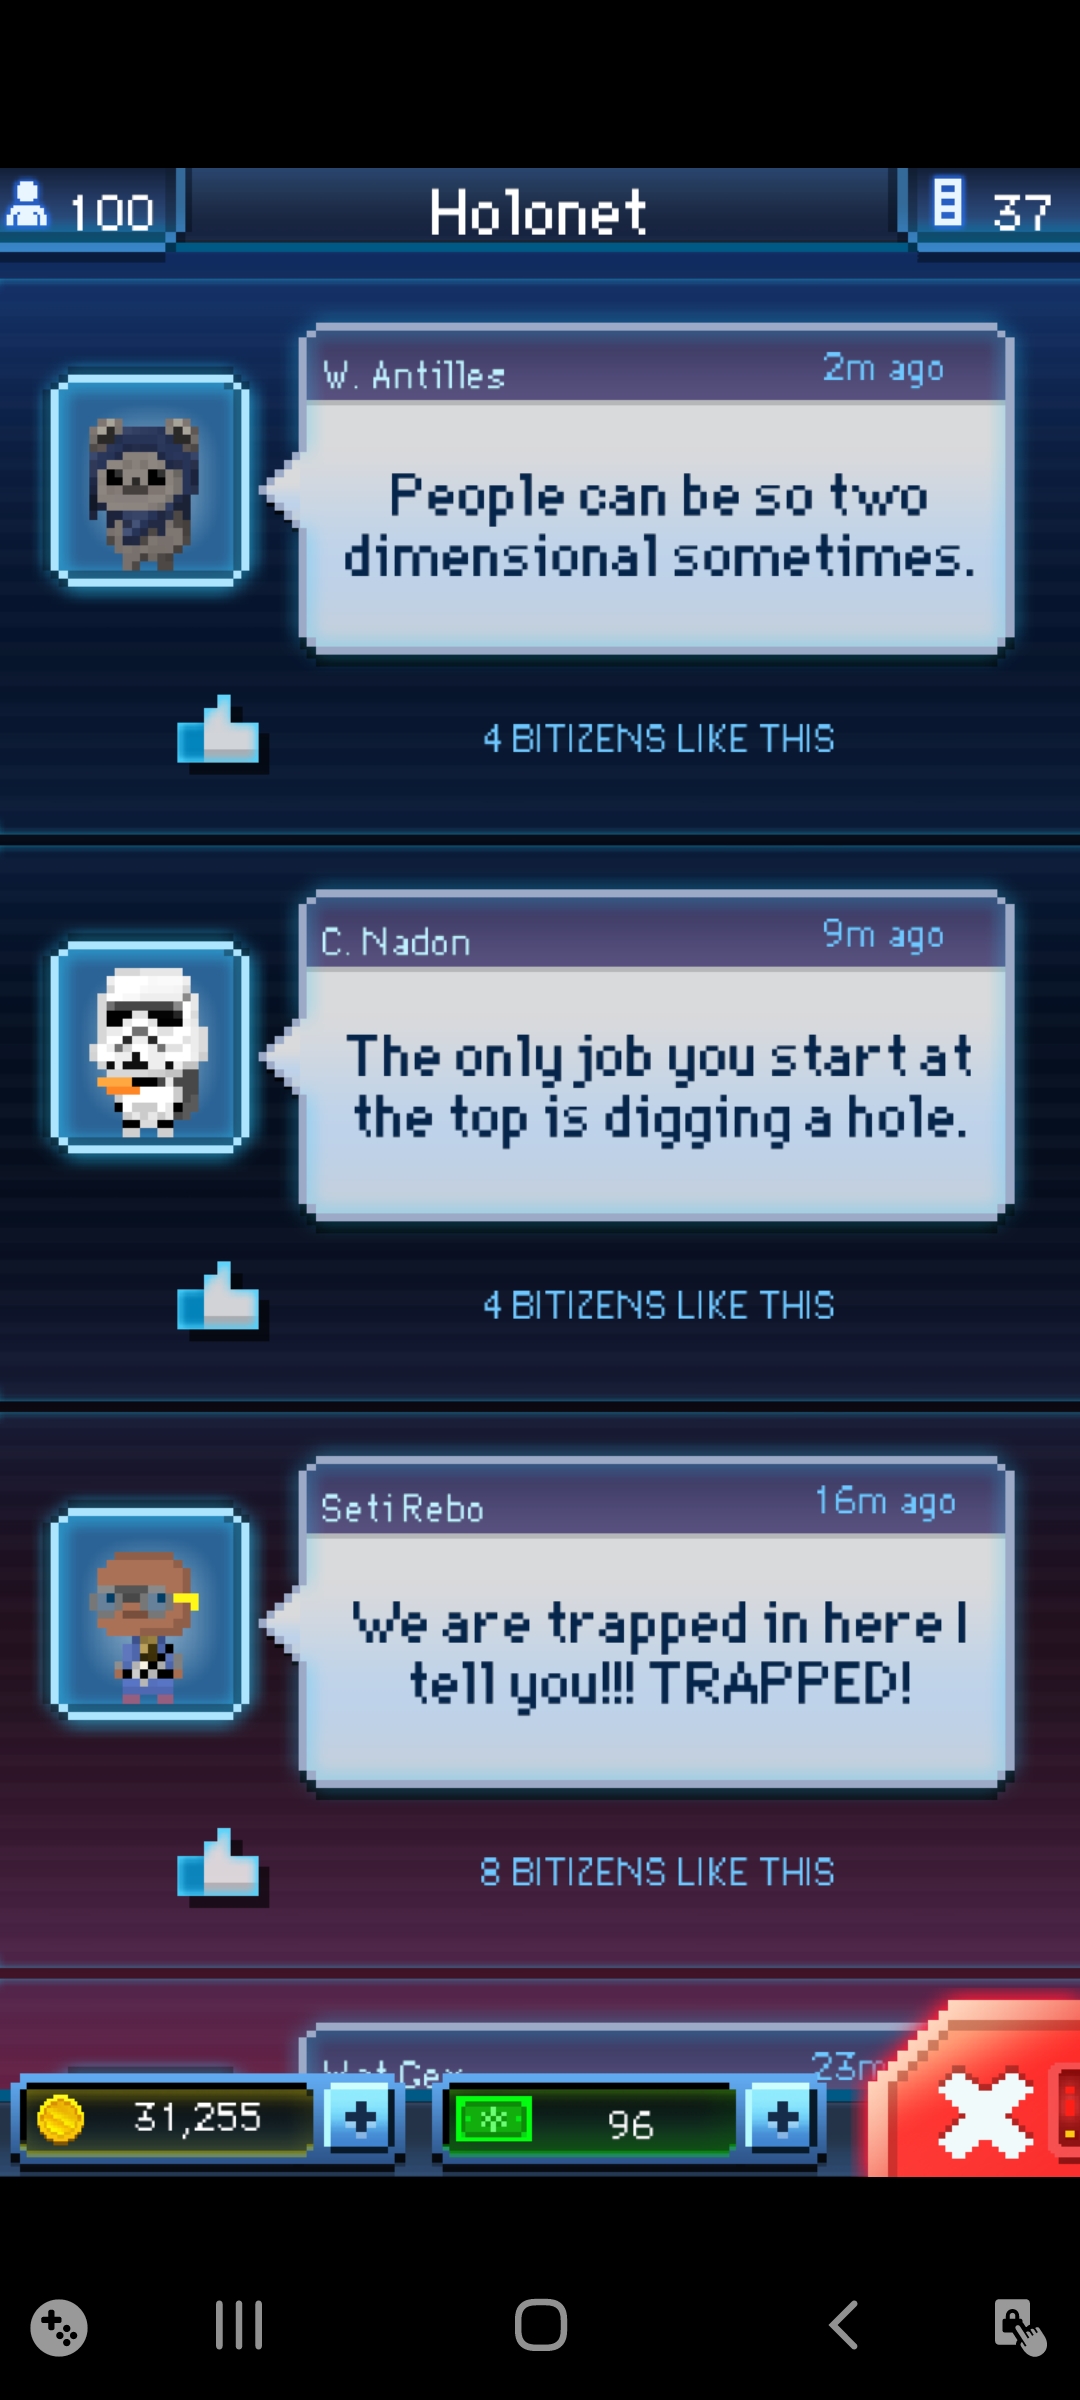 100
Holonet
37
W. Antilles
2m ago
People can be so two
dimensional sometimes.
4 BITIZENS LIKE THIS
C. Nadon
9m ago
The only job you start at
the top is digging a hole.
4 BITIZENS LIKE THIS
Seti Rebo
16m ago
We are trapped in here I
tell you!!! TRAPPED!
8 BITIZENS LIKE THIS
23m
31,255
96